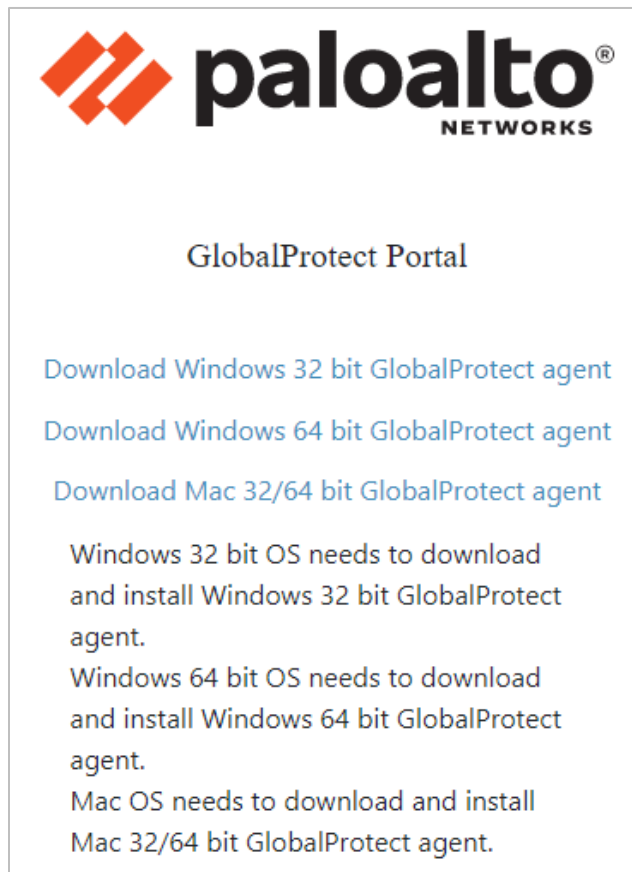 paloalto®
NETWORKS
GlobalProtect Portal
Download Windows 32 bit GlobalProtect agent
Download Windows 64 bit GlobalProtect agent
Download Mac 32/64 bit GlobalProtect agent
Windows 32 bit OS needs to download
and install Windows 32 bit GlobalProtect
agent.
Windows 64 bit OS needs to download
and install Windows 64 bit GlobalProtect
agent.
Mac OS needs to download and install
Mac 32/64 bit GlobalProtect agent.